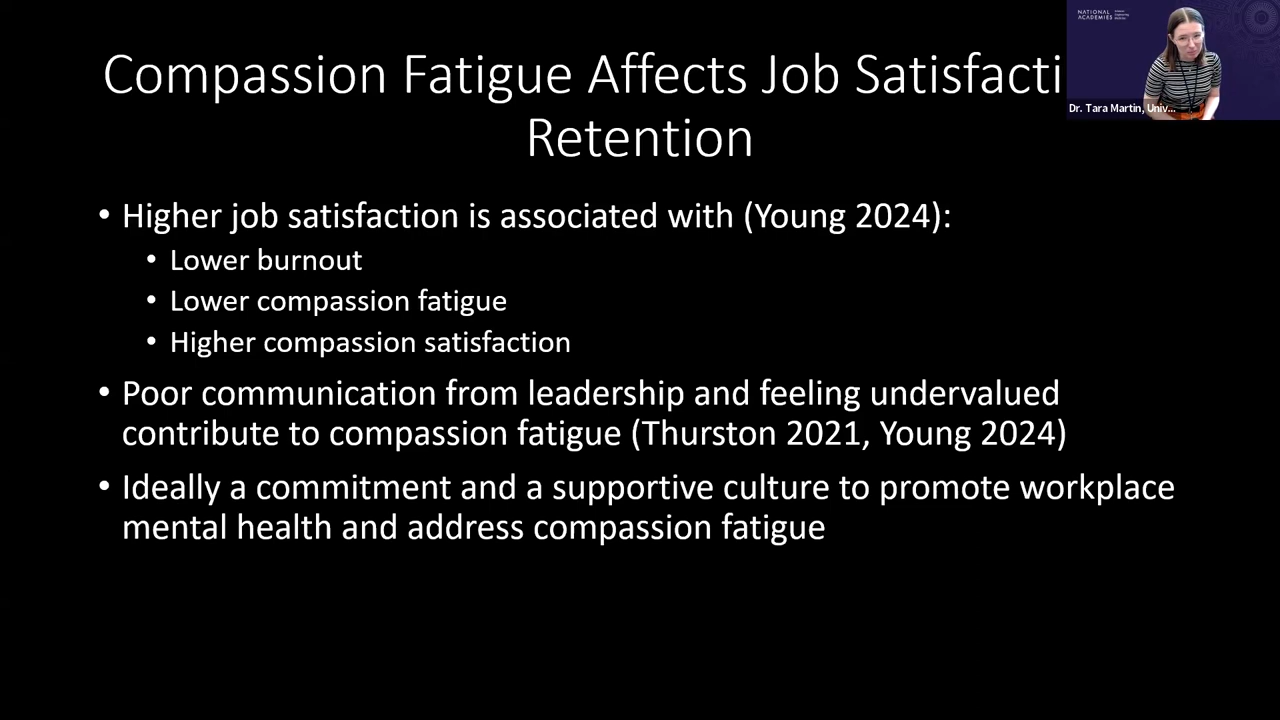 Compassion Fatigue Affects Job Satisfacti
Retention
NATIONAL
ACADEMIES
Sciences
Engineering
Medicine
Dr. Tara Martin, Univ...
• Higher job satisfaction is associated with (Young 2024):
• Lower burnout
• Lower compassion fatigue
• Higher compassion satisfaction
• Poor communication from leadership and feeling undervalued
contribute to compassion fatigue (Thurston 2021, Young 2024)
• Ideally a commitment and a supportive culture to promote workplace
mental health and address compassion fatigue